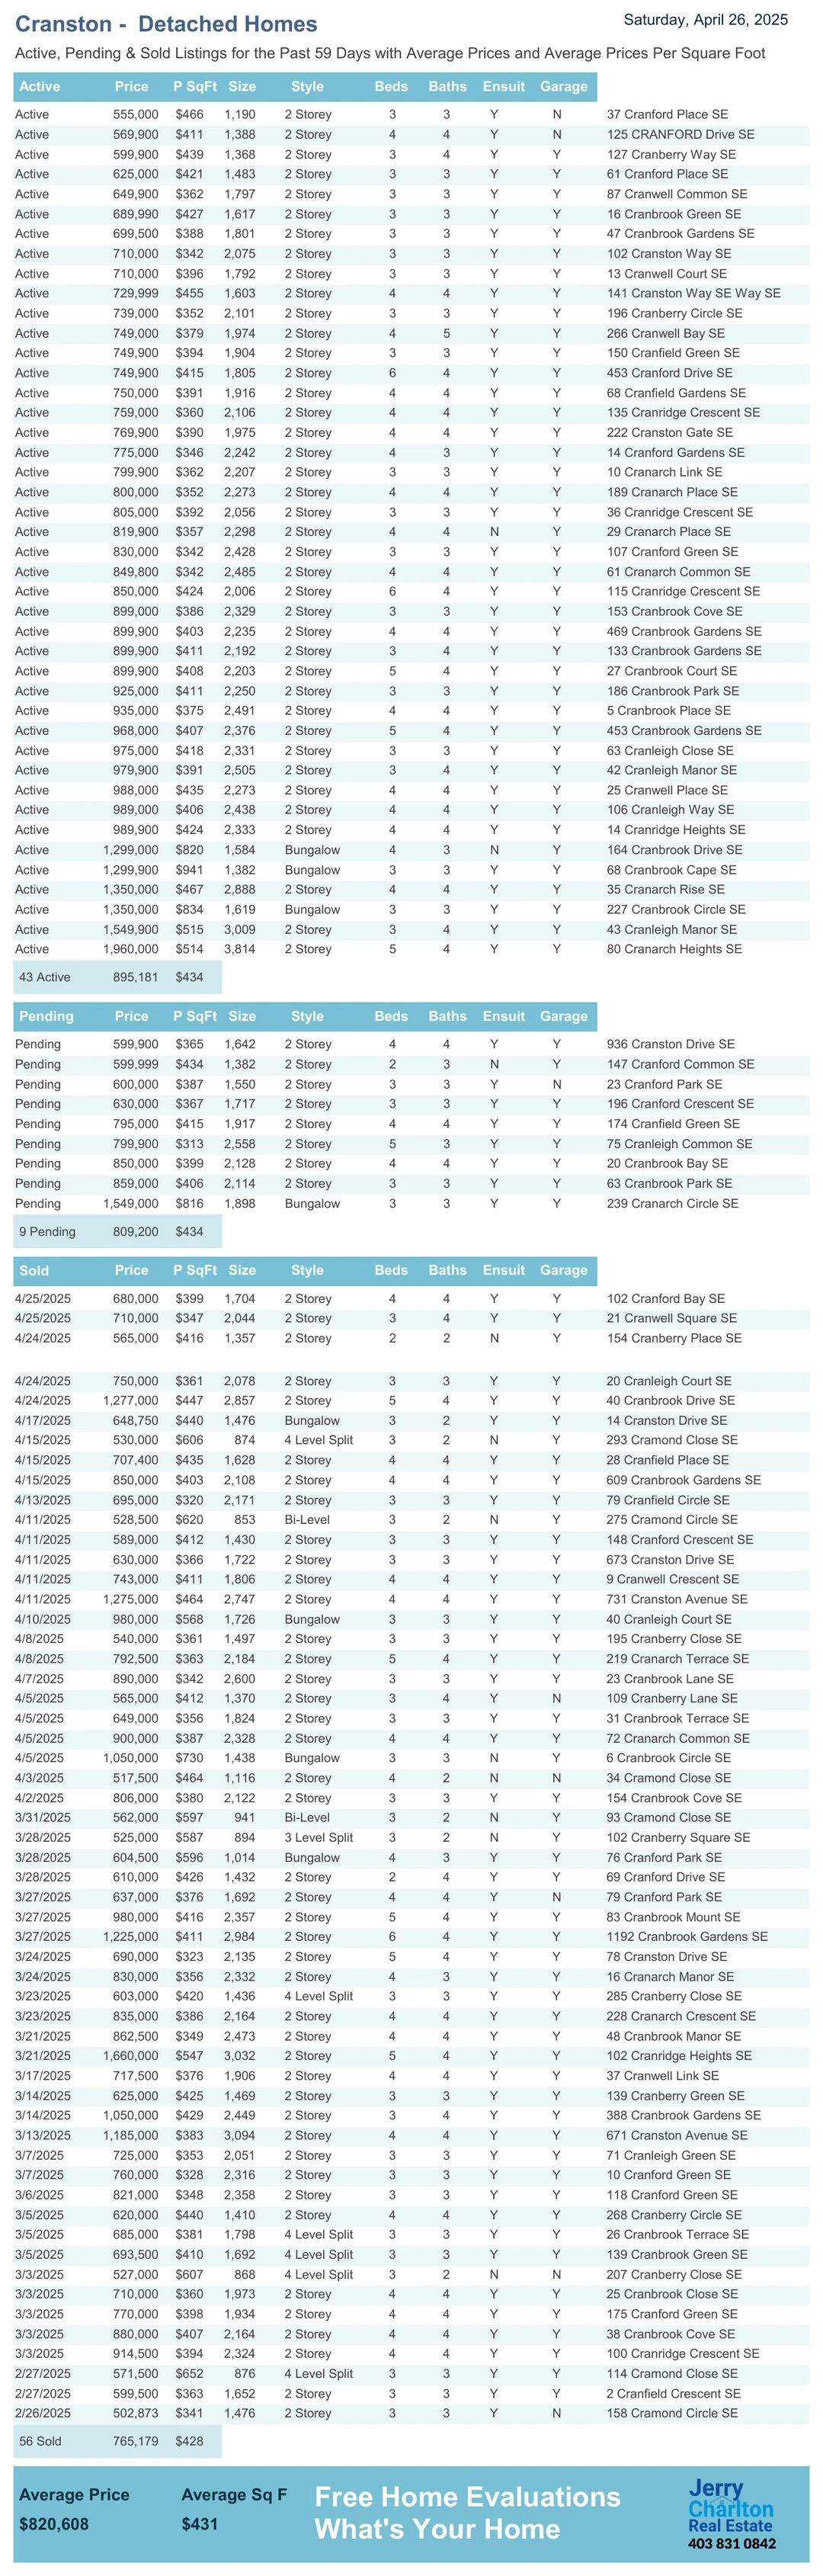 Cranston - Detached Homes
Saturday, April 26, 2025
Active, Pending & Sold Listings for the Past 59 Days with Average Prices and Average Prices Per Square Foot
Active Price P SqFt Size Style Beds Baths Ensuit Garage
Active 555,000 $466 1,190 2 Storey 3 3 Y N 37 Cranford Place SE
Active 569,900 $411 1,388 2 Storey 4 4 Y N 125 CRANFORD Drive SE
Active 599,900 $439 1,368 2 Storey 3 4 Y Y 127 Cranberry Way SE
Active 625,000 $421 1,483 2 Storey 3 3 Y Y 61 Cranford Place SE
Active 649,900 $362 1,797 2 Storey 3 3 Y Y 87 Cranwell Common SE
Active 689,990 $427 1,617 2 Storey 3 3 Y Y 16 Cranbrook Green SE
Active 699,500 $388 1,801 2 Storey 3 3 Y Y 47 Cranbrook Gardens SE
Active 710,000 $342 2,075 2 Storey 3 3 Y Y 102 Cranston Way SE
Active 710,000 $396 1,792 2 Storey 3 3 Y Y 13 Cranwell Court SE
Active 729,999 $455 1,603 2 Storey 4 4 Y Y 141 Cranston Way SE Way SE
Active 739,000 $352 2,101 2 Storey 3 3 Y Y 196 Cranberry Circle SE
Active 749,000 $379 1,974 2 Storey 4 5 Y Y 266 Cranwell Bay SE
Active 749,900 $394 1,904 2 Storey 3 3 Y Y 150 Cranfield Green SE
Active 749,900 $415 1,805 2 Storey 6 4 Y Y 453 Cranford Drive SE
Active 750,000 $391 1,916 2 Storey 4 4 Y Y 68 Cranfield Gardens SE
Active 759,000 $360 2,106 2 Storey 4 4 Y Y 135 Cranridge Crescent SE
Active 769,900 $390 1,975 2 Storey 4 4 Y Y 222 Cranston Gate SE
Active 775,000 $346 2,242 2 Storey 4 3 Y Y 14 Cranford Gardens SE
Active 799,900 $362 2,207 2 Storey 3 3 Y Y 10 Cranarch Link SE
Active 800,000 $352 2,273 2 Storey 4 4 Y Y 189 Cranarch Place SE
Active 805,000 $392 2,056 2 Storey 3 3 Y Y 36 Cranridge Crescent SE
Active 819,900 $357 2,298 2 Storey 4 4 N Y 29 Cranarch Place SE
Active 830,000 $342 2,428 2 Storey 3 3 Y Y 107 Cranford Green SE
Active 849,800 $342 2,485 2 Storey 4 4 Y Y 61 Cranarch Common SE
Active 850,000 $424 2,006 2 Storey 6 4 Y Y 115 Cranridge Crescent SE
Active 899,000 $386 2,329 2 Storey 3 3 Y Y 153 Cranbrook Cove SE
Active 899,900 $403 2,235 2 Storey 4 4 Y Y 469 Cranbrook Gardens SE
Active 899,900 $411 2,192 2 Storey 3 4 Y Y 133 Cranbrook Gardens SE
Active 899,900 $408 2,203 2 Storey 5 4 Y Y 27 Cranbrook Court SE
Active 925,000 $411 2,250 2 Storey 3 3 Y Y 186 Cranbrook Park SE
Active 935,000 $375 2,491 2 Storey 4 4 Y Y 5 Cranbrook Place SE
Active 968,000 $407 2,376 2 Storey 5 4 Y Y 453 Cranbrook Gardens SE
Active 975,000 $418 2,331 2 Storey 3 3 Y Y 63 Cranleigh Close SE
Active 979,900 $391 2,505 2 Storey 3 4 Y Y 42 Cranleigh Manor SE
Active 988,000 $435 2,273 2 Storey 4 4 Y Y 25 Cranwell Place SE
Active 989,000 $406 2,438 2 Storey 4 4 Y Y 106 Cranleigh Way SE
Active 989,900 $424 2,333 2 Storey 4 4 Y Y 14 Cranridge Heights SE
Active 1,299,000 $820 1,584 Bungalow 4 3 N Y 164 Cranbrook Drive SE
Active 1,299,900 $941 1,382 Bungalow 3 3 Y Y 68 Cranbrook Cape SE
Active 1,350,000 $467 2,888 2 Storey 4 4 Y Y 35 Cranarch Rise SE
Active 1,350,000 $834 1,619 Bungalow 3 3 Y Y 227 Cranbrook Circle SE
Active 1,549,900 $515 3,009 2 Storey 3 4 Y Y 43 Cranleigh Manor SE
Active 1,960,000 $514 3,814 2 Storey 5 4 Y Y 80 Cranarch Heights SE
43 Active 895,181 $434
Pending Price P SqFt Size Style Beds Baths Ensuit Garage
Pending 599,900 $365 1,642 2 Storey 4 4 Y Y 936 Cranston Drive SE
Pending 599,999 $434 1,382 2 Storey 2 3 N Y 147 Cranford Common SE
Pending 600,000 $387 1,550 2 Storey 3 3 Y N 23 Cranford Park SE
Pending 630,000 $367 1,717 2 Storey 3 3 Y Y 196 Cranford Crescent SE
Pending 795,000 $415 1,917 2 Storey 4 4 Y Y 174 Cranfield Green SE
Pending 799,900 $313 2,558 2 Storey 5 3 Y Y 75 Cranleigh Common SE
Pending 850,000 $399 2,128 2 Storey 4 4 Y Y 20 Cranbrook Bay SE
Pending 859,000 $406 2,114 2 Storey 3 3 Y Y 63 Cranbrook Park SE
Pending 1,549,000 $816 1,898 Bungalow 3 3 Y Y 239 Cranarch Circle SE
9 Pending 809,200 $434
Sold Price P SqFt Size Style Beds Baths Ensuit Garage
4/25/2025 680,000 $399 1,704 2 Storey 4 4 Y Y 102 Cranford Bay SE
4/25/2025 710,000 $347 2,044 2 Storey 3 4 Y Y 21 Cranwell Square SE
4/24/2025 565,000 $416 1,357 2 Storey 2 2 N Y 154 Cranberry Place SE
4/24/2025 750,000 $361 2,078 2 Storey 3 3 Y Y 20 Cranleigh Court SE
4/24/2025 1,277,000 $447 2,857 2 Storey 5 4 Y Y 40 Cranbrook Drive SE
4/17/2025 648,750 $440 1,476 Bungalow 3 2 Y Y 14 Cranston Drive SE
4/15/2025 530,000 $606 874 4 Level Split 3 2 N Y 293 Cramond Close SE
4/15/2025 707,400 $435 1,628 2 Storey 4 4 Y Y 28 Cranfield Place SE
4/15/2025 850,000 $403 2,108 2 Storey 4 4 Y Y 609 Cranbrook Gardens SE
4/13/2025 695,000 $320 2,171 2 Storey 3 3 Y Y 79 Cranfield Circle SE
4/11/2025 528,500 $620 853 Bi-Level 3 2 N Y 275 Cramond Circle SE
4/11/2025 589,000 $412 1,430 2 Storey 3 3 Y Y 148 Cranford Crescent SE
4/11/2025 630,000 $366 1,722 2 Storey 3 3 Y Y 673 Cranston Drive SE
4/11/2025 743,000 $411 1,806 2 Storey 4 4 Y Y 9 Cranwell Crescent SE
4/11/2025 1,275,000 $464 2,747 2 Storey 4 4 Y Y 731 Cranston Avenue SE
4/10/2025 980,000 $568 1,726 Bungalow 3 3 Y Y 40 Cranleigh Court SE
4/8/2025 540,000 $361 1,497 2 Storey 3 3 Y Y 195 Cranberry Close SE
4/8/2025 792,500 $363 2,184 2 Storey 5 4 Y Y 219 Cranarch Terrace SE
4/7/2025 890,000 $342 2,600 2 Storey 3 3 Y Y 23 Cranbrook Lane SE
4/5/2025 565,000 $412 1,370 2 Storey 3 4 Y N 109 Cranberry Lane SE
4/5/2025 649,000 $356 1,824 2 Storey 3 3 Y Y 31 Cranbrook Terrace SE
4/5/2025 900,000 $387 2,328 2 Storey 4 4 Y Y 72 Cranarch Common SE
4/5/2025 1,050,000 $730 1,438 Bungalow 3 3 N Y 6 Cranbrook Circle SE
4/3/2025 517,500 $464 1,116 2 Storey 4 2 N N 34 Cramond Close SE
4/2/2025 806,000 $380 2,122 2 Storey 3 3 Y Y 154 Cranbrook Cove SE
3/31/2025 562,000 $597 941 Bi-Level 3 2 N Y 93 Cramond Close SE
3/28/2025 525,000 $587 894 3 Level Split 3 2 N Y 102 Cranberry Square SE
3/28/2025 604,500 $596 1,014 Bungalow 4 3 Y Y 76 Cranford Park SE
3/28/2025 610,000 $426 1,432 2 Storey 2 4 Y Y 69 Cranford Drive SE
3/27/2025 637,000 $376 1,692 2 Storey 4 4 Y N 79 Cranford Park SE
3/27/2025 980,000 $416 2,357 2 Storey 5 4 Y Y 83 Cranbrook Mount SE
3/27/2025 1,225,000 $411 2,984 2 Storey 6 4 Y Y 1192 Cranbrook Gardens SE
3/24/2025 690,000 $323 2,135 2 Storey 5 4 Y Y 78 Cranston Drive SE
3/24/2025 830,000 $356 2,332 2 Storey 4 3 Y Y 16 Cranarch Manor SE
3/23/2025 603,000 $420 1,436 4 Level Split 3 3 Y Y 285 Cranberry Close SE
3/23/2025 835,000 $386 2,164 2 Storey 4 4 Y Y 228 Cranarch Crescent SE
3/21/2025 862,500 $349 2,473 2 Storey 4 4 Y Y 48 Cranbrook Manor SE
3/21/2025 1,660,000 $547 3,032 2 Storey 5 4 Y Y 102 Cranridge Heights SE
3/17/2025 717,500 $376 1,906 2 Storey 4 4 Y Y 37 Cranwell Link SE
3/14/2025 625,000 $425 1,469 2 Storey 3 3 Y Y 139 Cranberry Green SE
3/14/2025 1,050,000 $429 2,449 2 Storey 3 4 Y Y 388 Cranbrook Gardens SE
3/13/2025 1,185,000 $383 3,094 2 Storey 4 4 Y Y 671 Cranston Avenue SE
3/7/2025 725,000 $353 2,051 2 Storey 3 3 Y Y 71 Cranleigh Green SE
3/7/2025 760,000 $328 2,316 2 Storey 3 3 Y Y 10 Cranford Green SE
3/6/2025 821,000 $348 2,358 2 Storey 3 3 Y Y 118 Cranford Green SE
3/5/2025 620,000 $440 1,410 2 Storey 4 4 Y Y 268 Cranberry Circle SE
3/5/2025 685,000 $381 1,798 4 Level Split 3 3 Y Y 26 Cranbrook Terrace SE
3/5/2025 693,500 $410 1,692 4 Level Split 3 3 Y Y 139 Cranbrook Green SE
3/3/2025 527,000 $607 868 4 Level Split 3 2 N N 207 Cranberry Close SE
3/3/2025 710,000 $360 1,973 2 Storey 4 4 Y Y 25 Cranbrook Close SE
3/3/2025 770,000 $398 1,934 2 Storey 4 4 Y Y 175 Cranford Green SE
3/3/2025 880,000 $407 2,164 2 Storey 4 4 Y Y 38 Cranbrook Cove SE
3/3/2025 914,500 $394 2,324 2 Storey 4 4 Y Y 100 Cranridge Crescent SE
2/27/2025 571,500 $652 876 4 Level Split 3 3 Y Y 114 Cramond Close SE
2/27/2025 599,500 $363 1,652 2 Storey 3 3 Y Y 2 Cranfield Crescent SE
2/26/2025 502,873 $341 1,476 2 Storey 3 3 Y N 158 Cramond Circle SE
56 Sold 765,179 $428
Average Price
$820,608
Average Sq F
$431
Free Home Evaluations
What's Your Home
Jerry
Charlton
Real Estate
403 831 0842